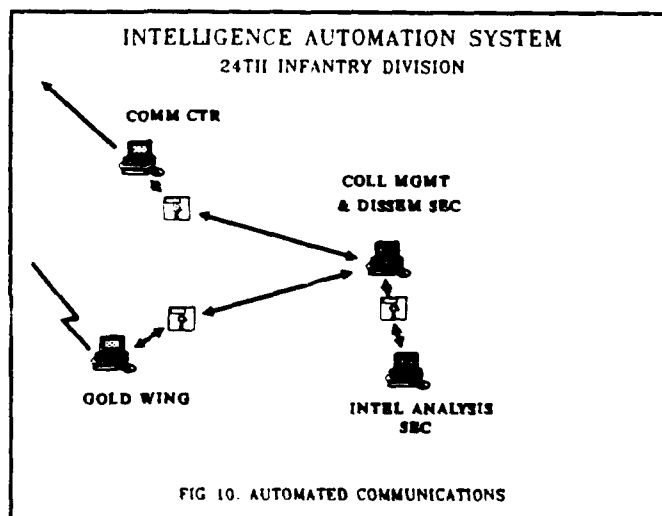 INTELLIGENCE AUTOMATION SYSTEM
24TH INFANTRY DIVISION
COMM CTR
COLL MGMT
& DISSEM SEC
GOLD WING
INTEL ANALYSIS
SEC
FIG 10. AUTOMATED COMMUNICATIONS